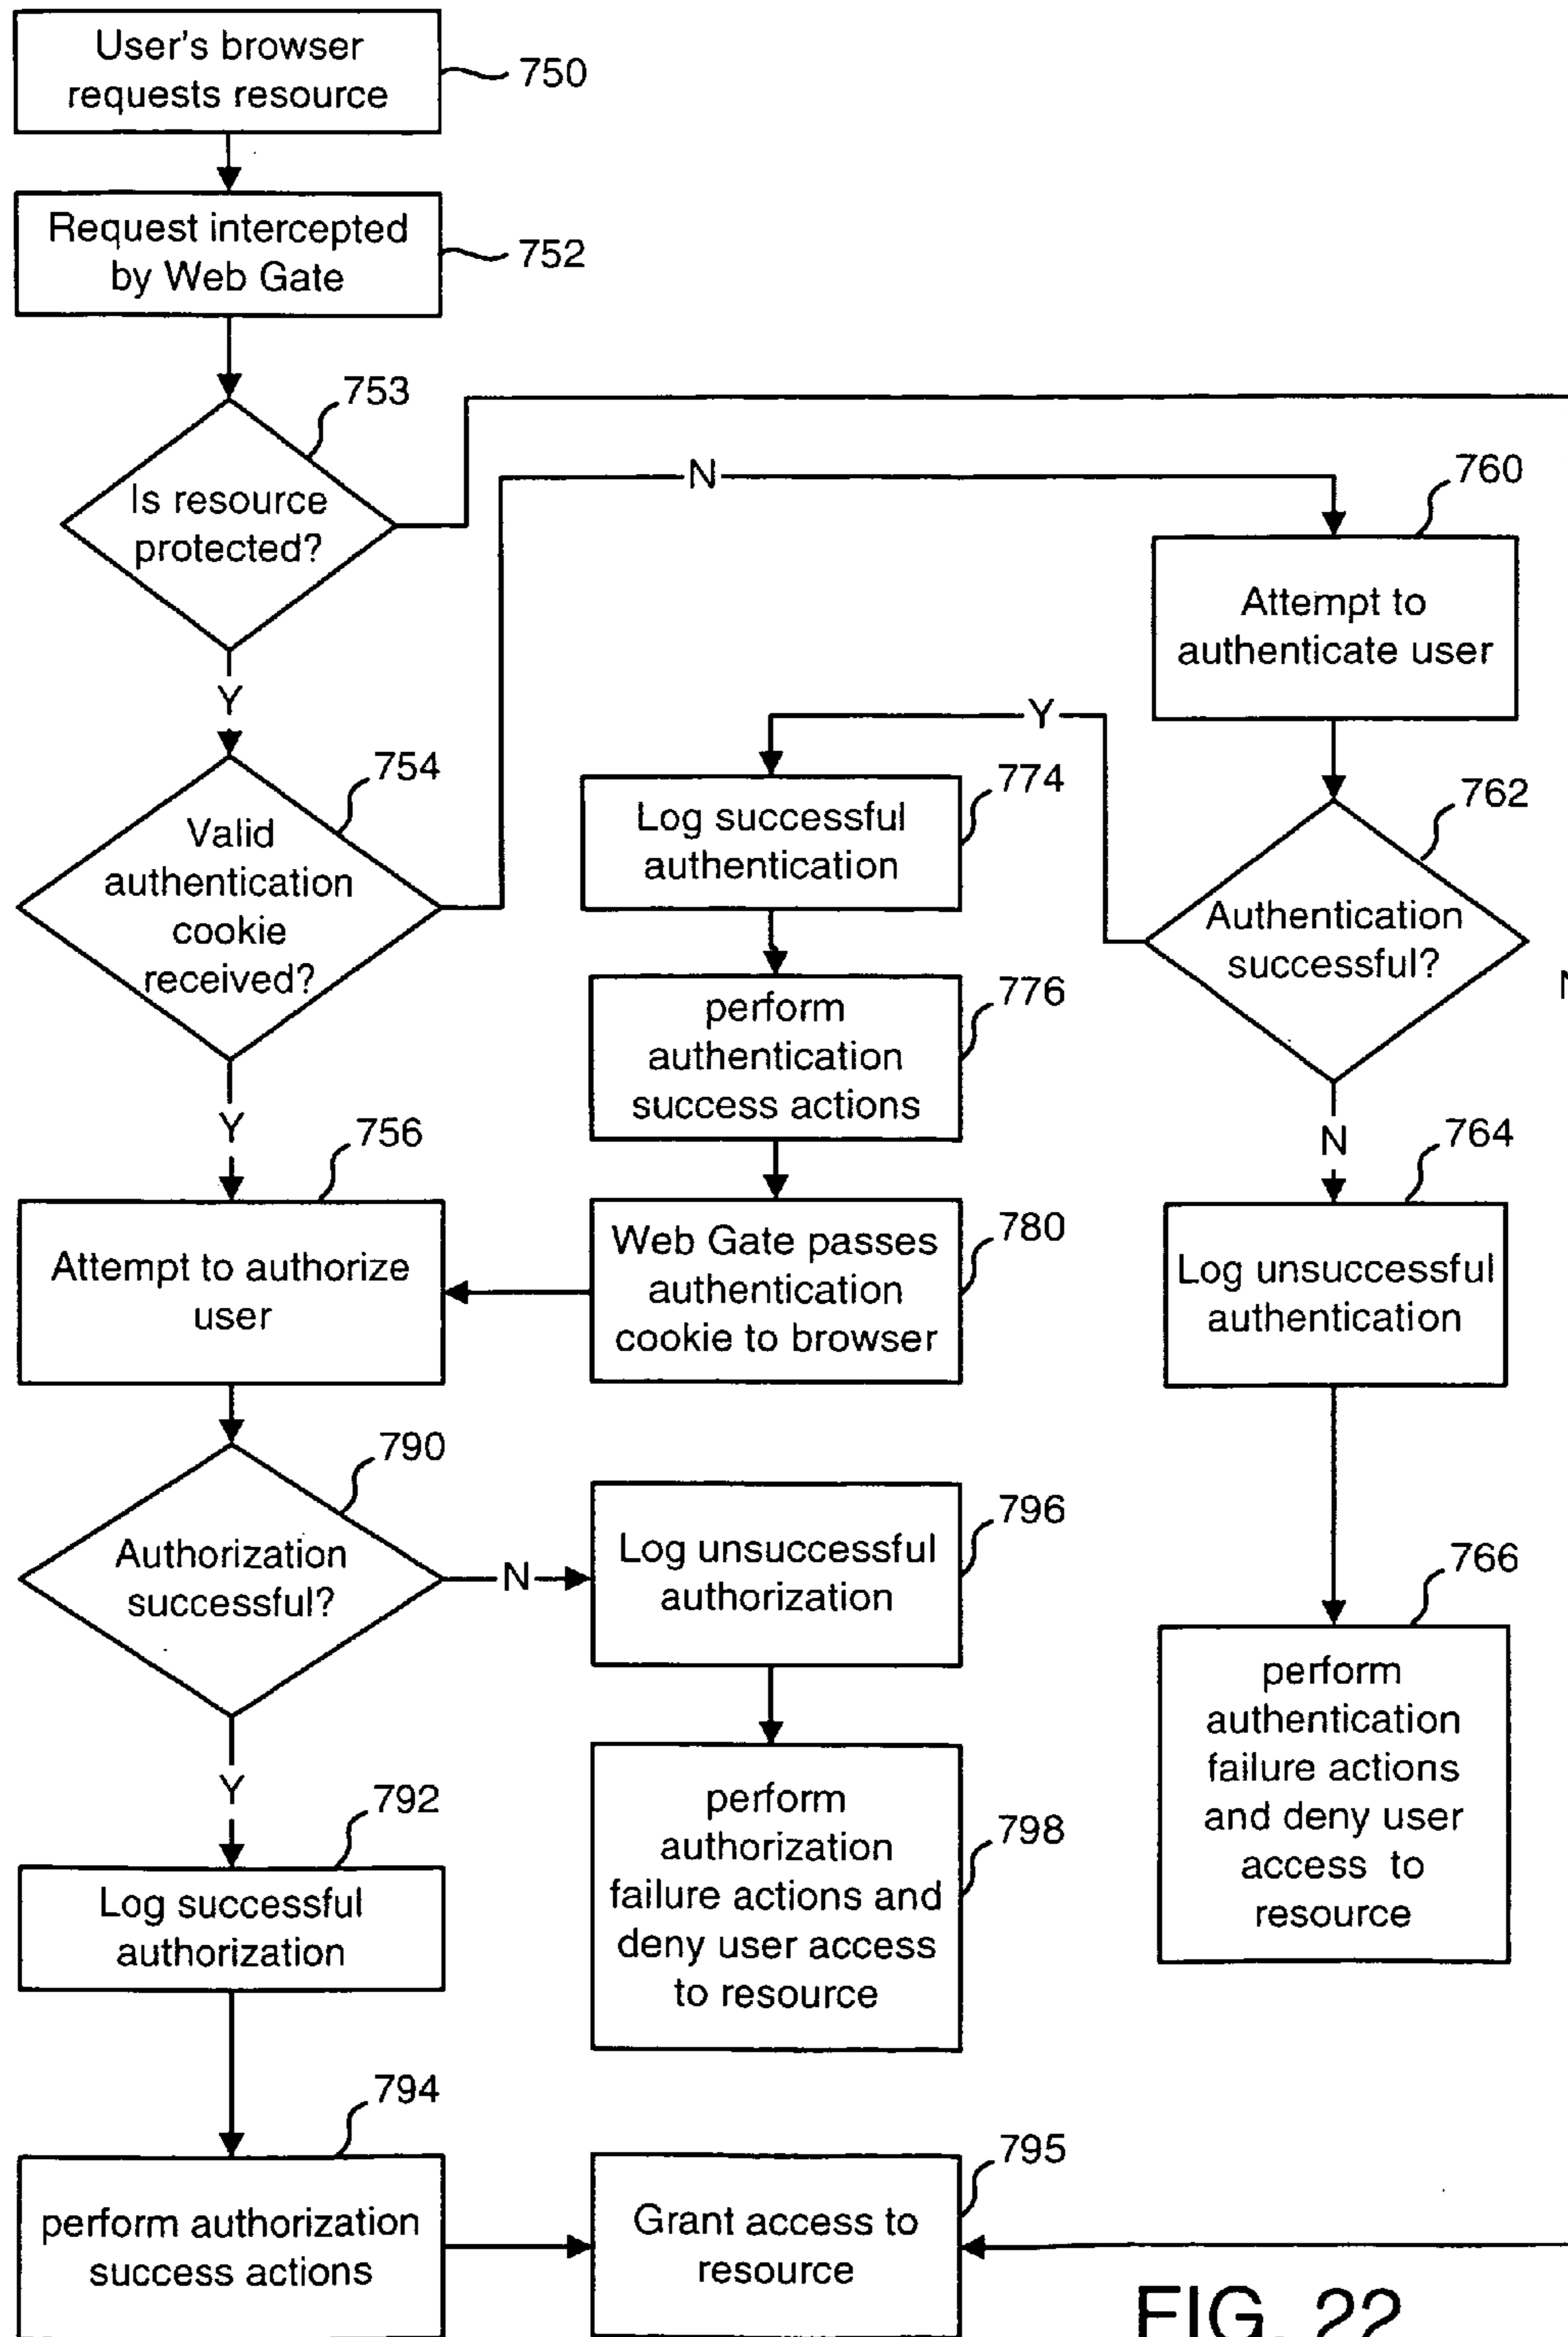 User's browser
requests resource
750
Request intercepted
by Web Gate
752
753
Is resource
protected?
N
760
Attempt to
authenticate user
Y
Y
754
Valid
authentication
cookie
received?
774
Log successful
authentication
762
Authentication
successful?
N
776
perform
authentication
success actions
Y
756
N
764
Attempt to authorize
user
780
Web Gate passes
authentication
cookie to browser
Log unsuccessful
authentication
790
Authorization
successful?
N
796
Log unsuccessful
authorization
766
perform
authentication
failure actions
and deny user
access to
resource
Y
792
Log successful
authorization
798
perform
authorization
failure actions and
deny user access
to resource
794
perform authorization
success actions
795
Grant access to
resource
FIG. 22